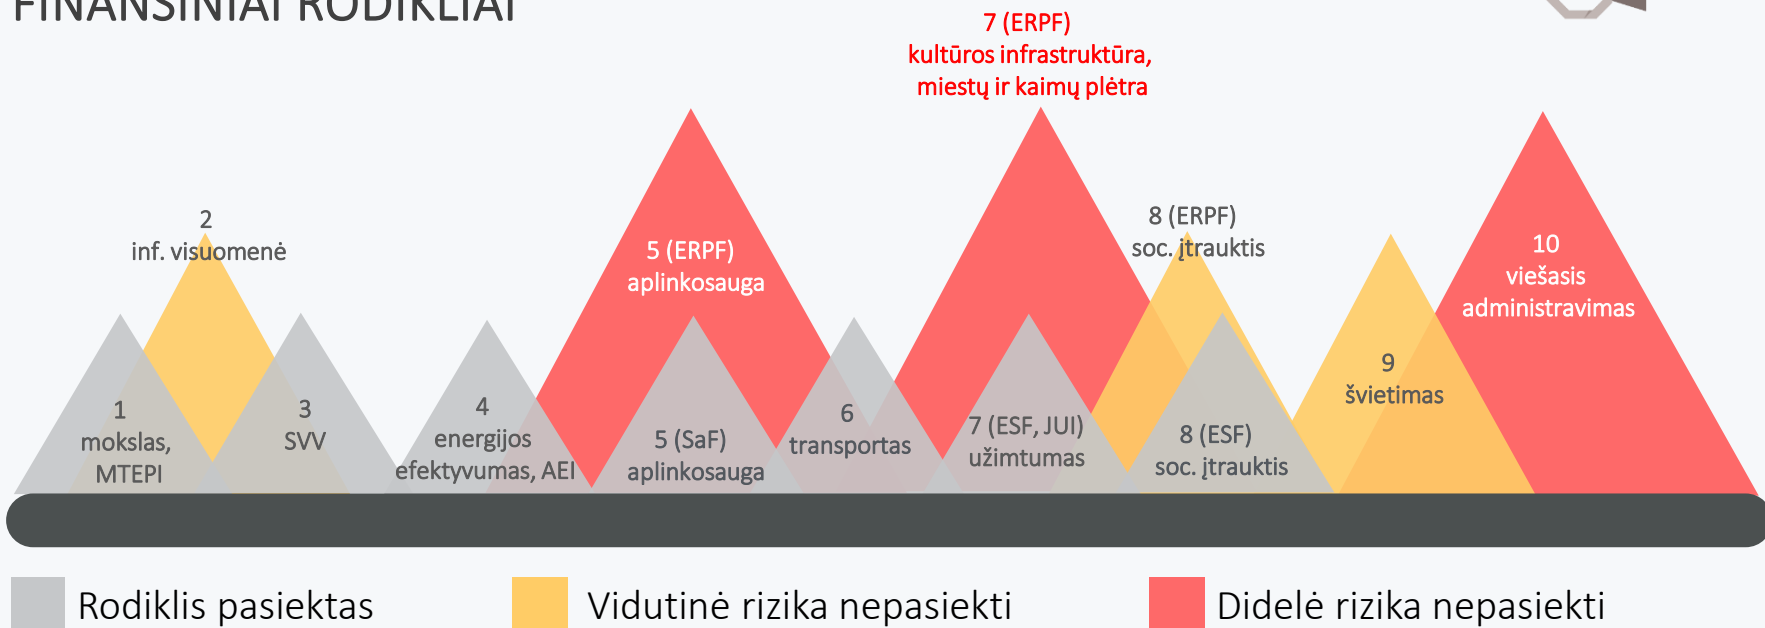 FINANSINIAI RODIKLIAI
7 (ERPF)
kultūros infrastruktūra,
miestų ir kaimų plėtra
2
inf. visuomenė
5 (ERPF)
aplinkosauga
8 (ERPF)
soc. įtrauktis
10
viešasis
administravimas
1
mokslas,
MTEPI
3
SVV
4
energijos
efektyvumas, AEI
5 (SaF)
aplinkosauga
6
transportas
7 (ESF, JUI)
užimtumas
8 (ESF)
soc. įtrauktis
9
švietimas
Rodiklis pasiektas
Vidutinė rizika nepasiekti
Didelė rizika nepasiekti